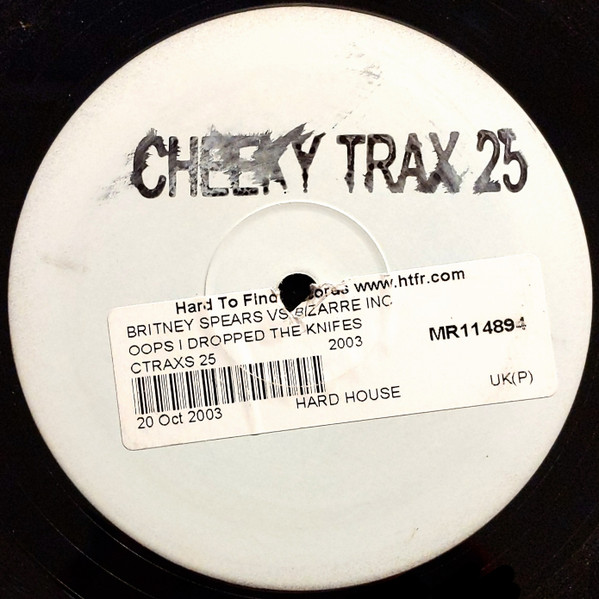 CHEEKY TRAX 25
Hard To Find Records www.htfr.com
BRITNEY SPEARS VS BIZARRE INC
OOPS I DROPPED THE KNIFES
CTRAXS 25 2003 MR114894
20 Oct 2003 HARD HOUSE UK(P)